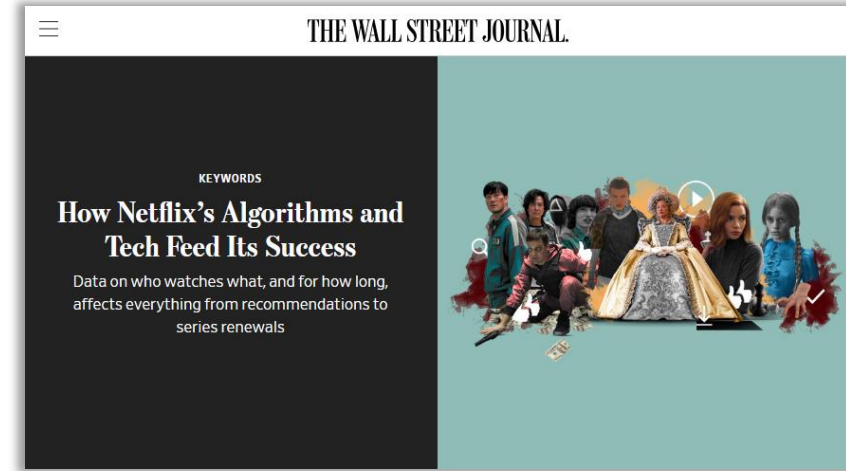 THE WALL STREET JOURNAL.
KEYWORDS
How Netflix's Algorithms and
Tech Feed Its Success
Data on who watches what, and for how long,
affects everything from recommendations to
series renewals